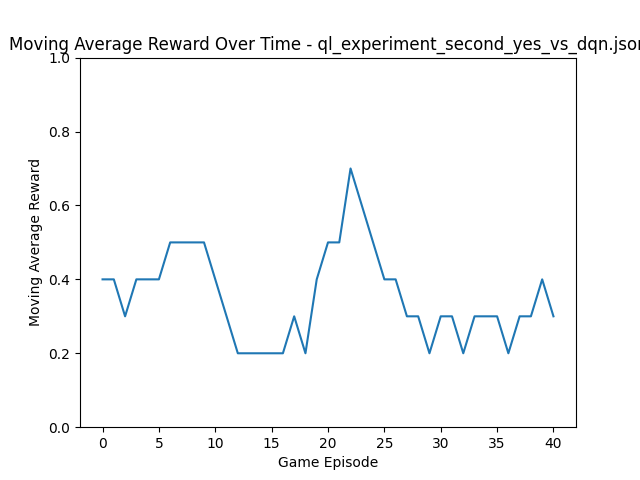 Moving Average Reward Over Time - ql_experiment_second_yes_vs_dqn.json
1.0
0.8
0.6
0.4
0.2
0.0
Moving Average Reward
0 5 10 15 20 25 30 35 40
Game Episode